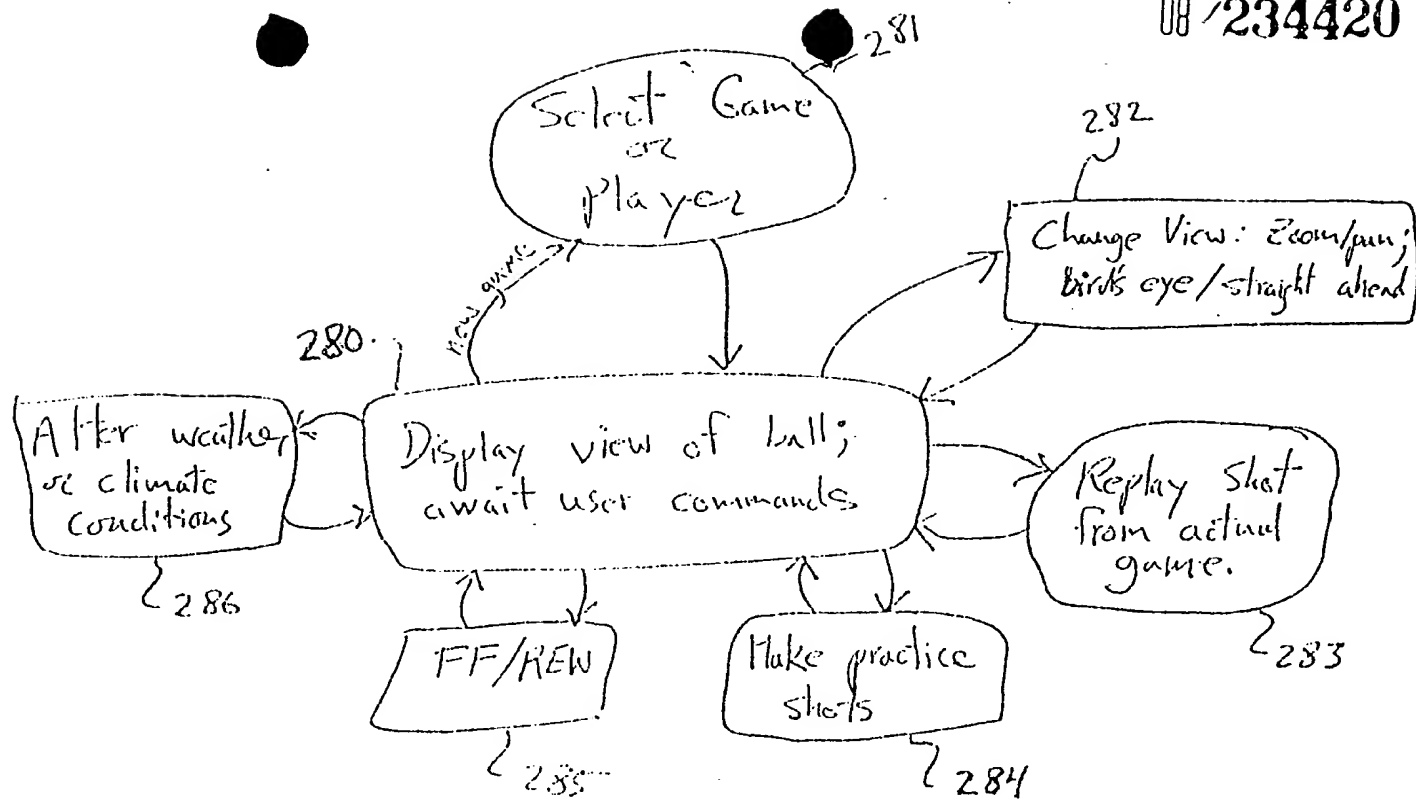 08/234420
281
Select Game
or
Player
282
Change View: Zoom/pan;
bird's eye/straight ahead
new game
280
Alter weather
or climate
conditions
Display view of ball;
await user commands
Replay Shot
from actual
game.
286
FF/REW
Make practice
shots
283
285
284